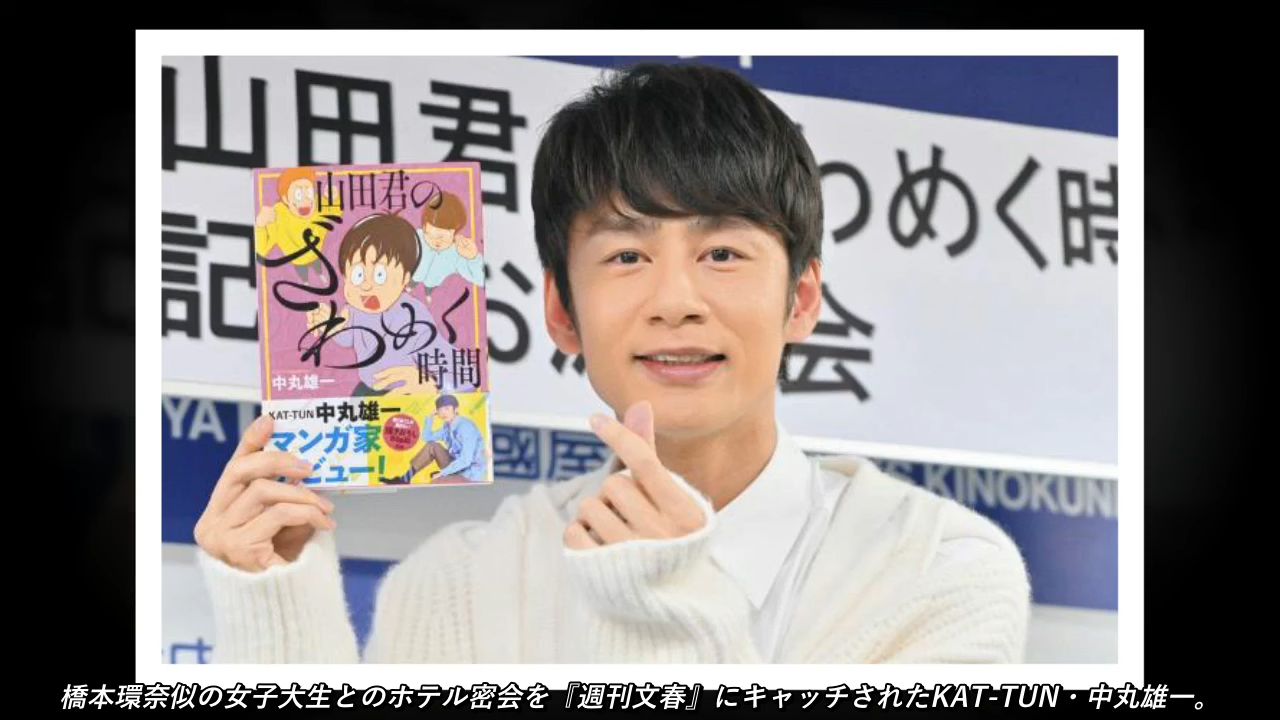 山田君
わめく時
記
お
会
山田君の
ざ
わめく
時間
中丸雄一
KAT-TUN 中丸雄一
マンガ家
ビュー!
YA
KINOKUNI
橋本環奈似の女子大生とのホテル密会を『週刊文春』にキャッチされたKAT-TUN・中丸雄一。